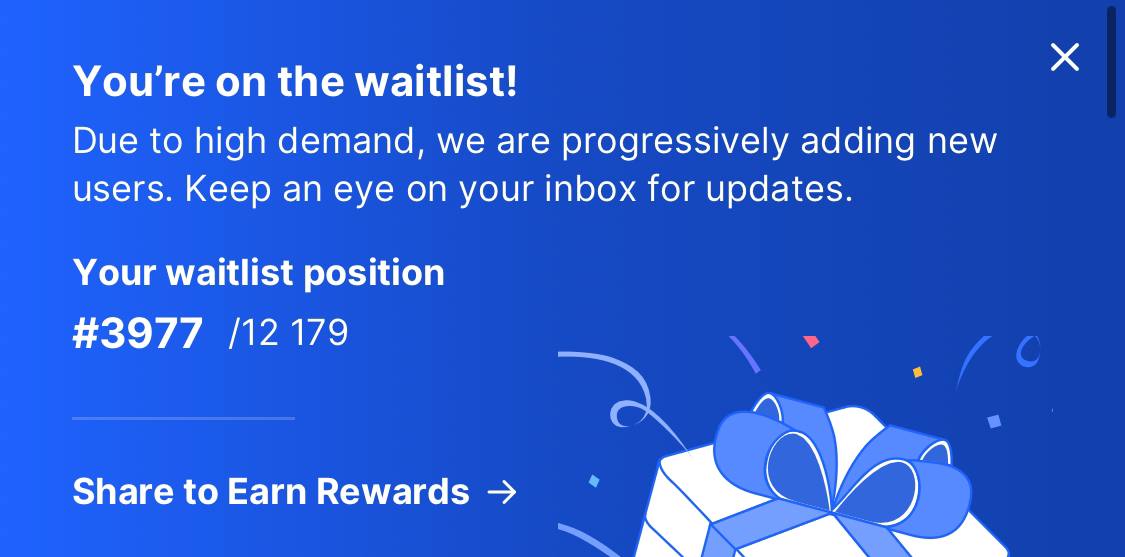 You’re on the waitlist!
Due to high demand, we are progressively adding new
users. Keep an eye on your inbox for updates.
Your waitlist position
#3977 /12 179
Share to Earn Rewards →